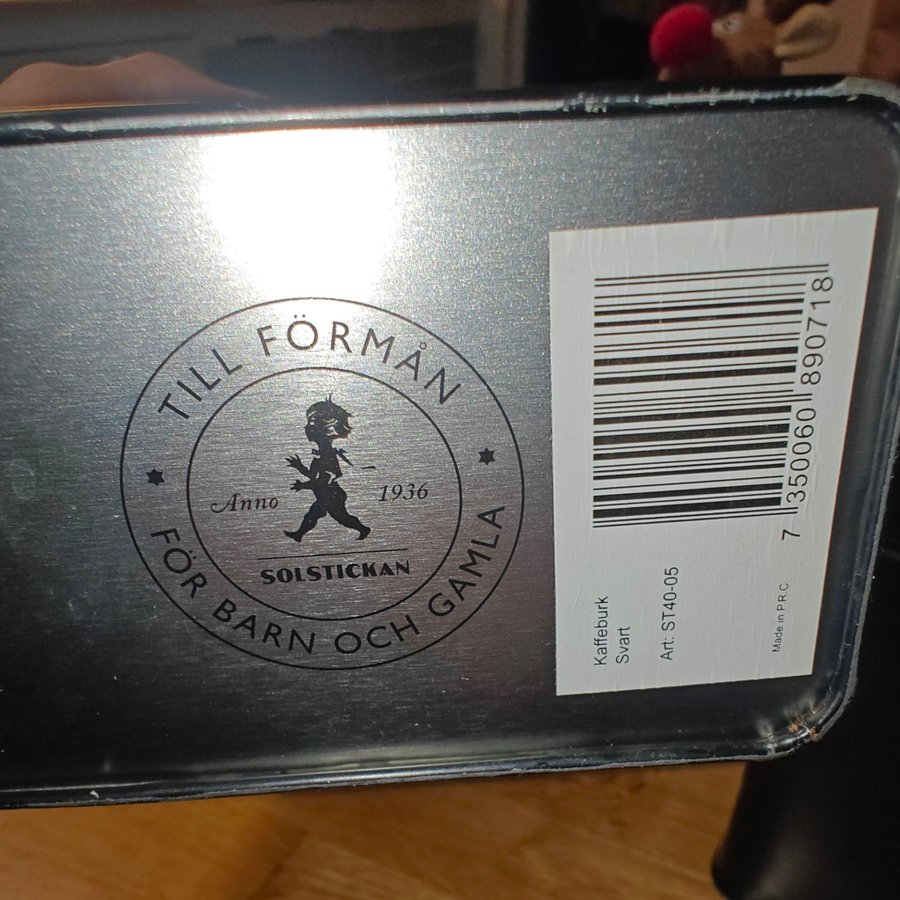 TILL FÖRMÅN
Anno 1936
SOLSTICKAN
FÖR BARN OCH GAMLA
7 350060 890718
Kaffeburk
Svart
Art: ST40-05
Made in P.R.C